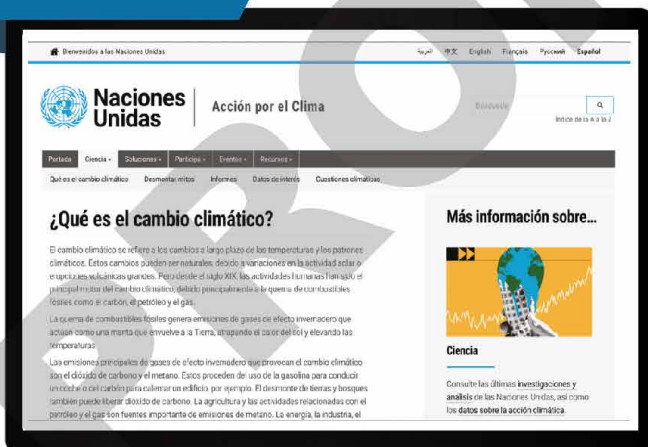 Bienvenidos a las Naciones Unidas
العربية 中文 English Français Русский Español
Naciones
Unidas
Acción por el Clima
Búsqueda
Índice de la A a la Z
Portada Ciencia Soluciones Participa Eventos Recursos
Qué es el cambio climático Desmontar mitos Informes Datos de interés Cuestiones climáticas
¿Qué es el cambio climático?
El cambio climático se refiere a los cambios a largo plazo de las temperaturas y los patrones
climáticos. Estos cambios pueden ser naturales, debido a variaciones en la actividad solar o
erupciones volcánicas grandes. Pero desde el siglo XIX, las actividades humanas han sido el
principal motor del cambio climático, debido principalmente a la quema de combustibles
fósiles como el carbón, el petróleo y el gas.
La quema de combustibles fósiles genera emisiones de gases de efecto invernadero que
actúan como una manta que envuelve a la Tierra, atrapando el calor del sol y elevando las
temperaturas.
Las emisiones principales de gases de efecto invernadero que provocan el cambio climático
son el dióxido de carbono y el metano. Estos proceden del uso de la gasolina para conducir
un coche o del carbón para calentar un edificio, por ejemplo. El desmonte de tierras y bosques
también puede liberar dióxido de carbono. La agricultura y las actividades relacionadas con el
petróleo y el gas son fuentes importante de emisiones de metano. La energía, la industria, el
Más información sobre...
Ciencia
Consulte las últimas investigaciones y
análisis de las Naciones Unidas, así como
los datos sobre la acción climática.